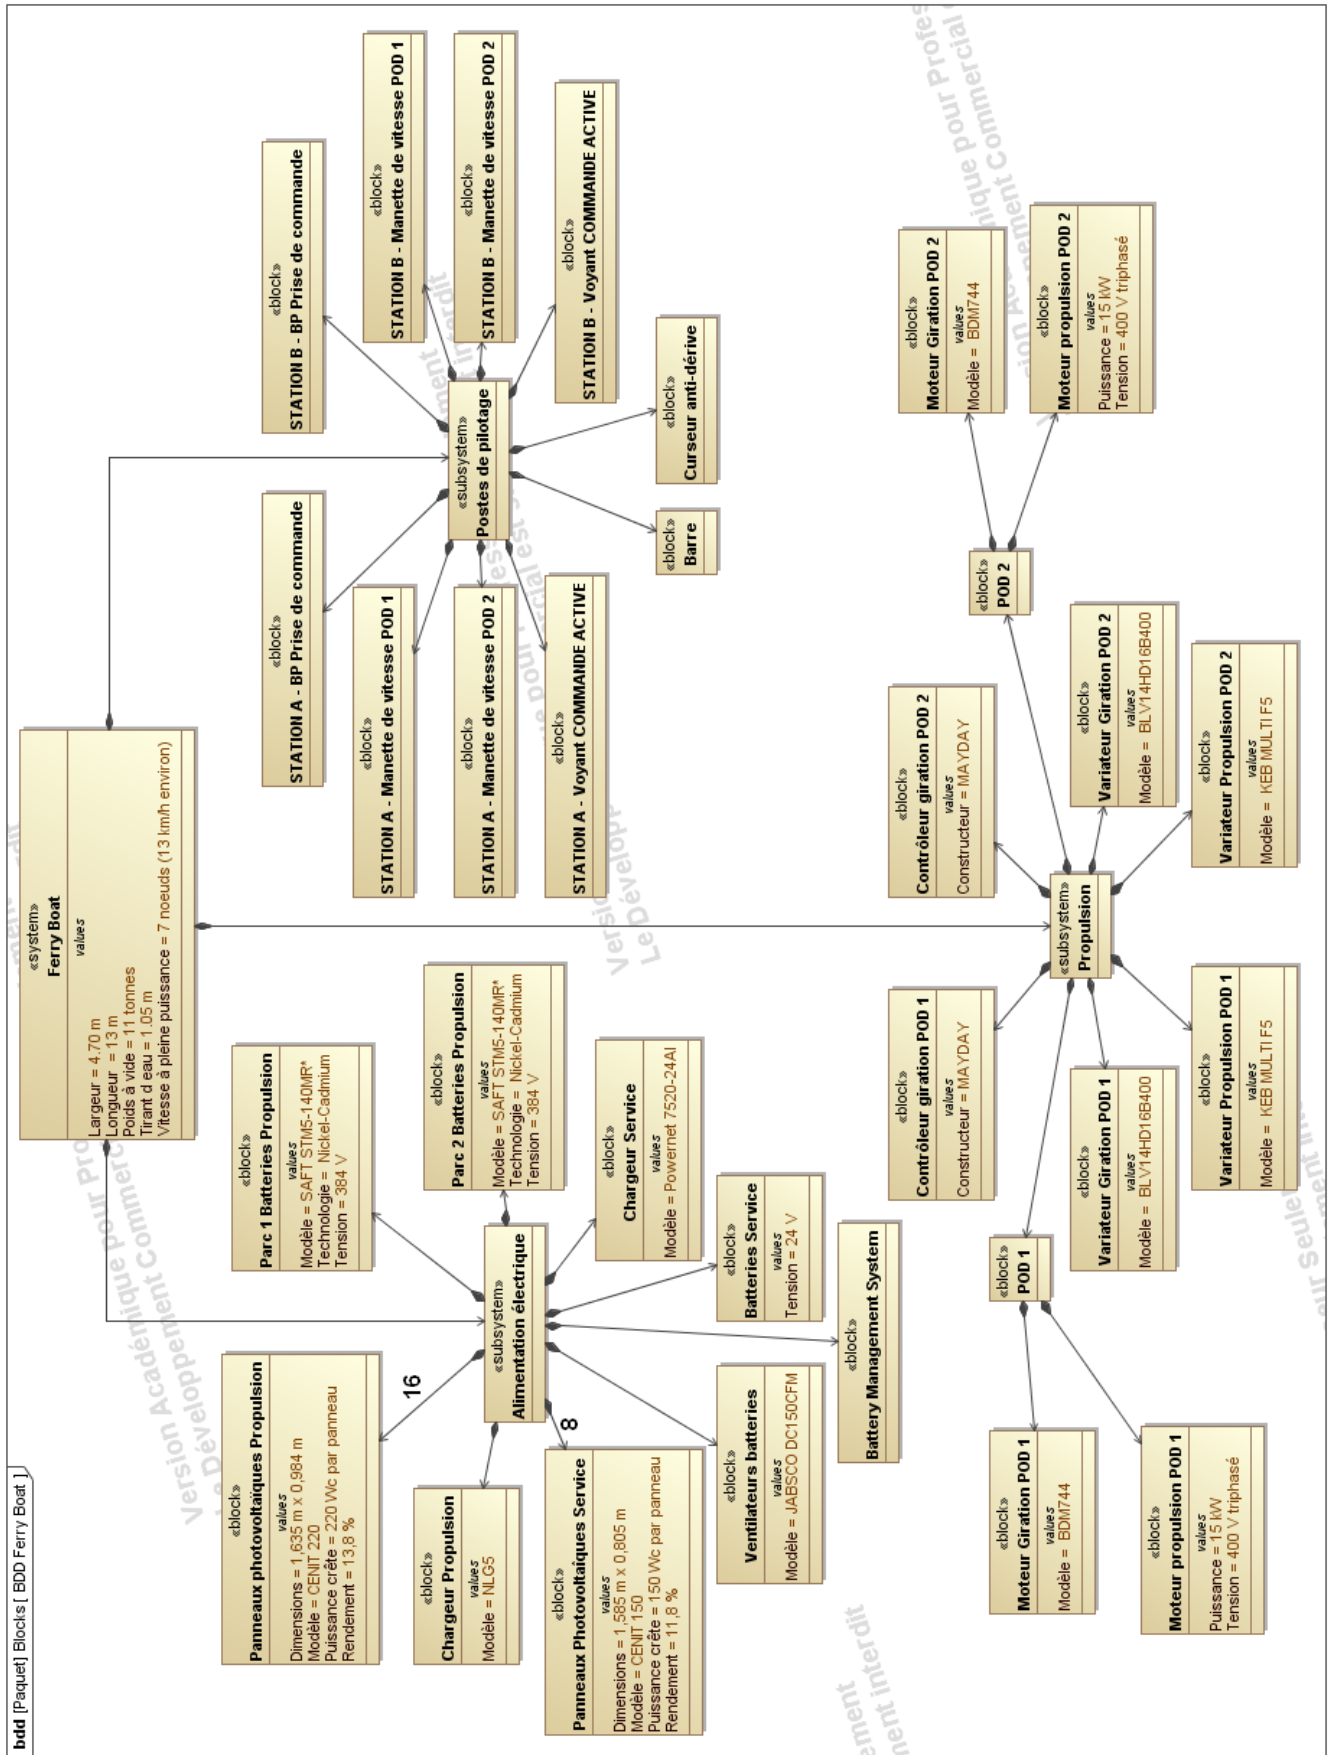 bdd [Paquet] Blocks [ BDD Ferry Boat ]
«system»
Ferry Boat
values
Largeur = 4.70 m
Longueur = 13 m
Poids à vide = 11 tonnes
Tirant d eau = 1.05 m
Vitesse à pleine puissance = 7 noeuds (13 km/h environ)
«block»
Panneaux photovoltaïques Propulsion
values
Dimensions = 1,635 m x 0,984 m
Modèle = CENIT 220
Puissance crête = 220 Wc par panneau
Rendement = 13,8 %
16
«block»
Parc 1 Batteries Propulsion
values
Modèle = SAFT STM5-140MR*
Technologie = Nickel-Cadmium
Tension = 384 V
«block»
Chargeur Propulsion
values
Modèle = NLG5
«subsystem»
Alimentation électrique
«block»
Parc 2 Batteries Propulsion
values
Modèle = SAFT STM5-140MR*
Technologie = Nickel-Cadmium
Tension = 384 V
8
«block»
Panneaux Photovoltaiques Service
values
Dimensions = 1,585 m x 0,805 m
Modèle = CENIT 150
Puissance crête = 150 Wc par panneau
Rendement = 11,8 %
«block»
Chargeur Service
values
Modèle = Powernet 7520-24AI
«block»
Ventilateurs batteries
values
Modèle = JABSCO DC150CFM
«block»
Batteries Service
values
Tension = 24 V
«block»
Battery Management System
«block»
STATION A - BP Prise de commande
«block»
STATION B - BP Prise de commande
«block»
STATION A - Manette de vitesse POD 1
«block»
STATION B - Manette de vitesse POD 1
«subsystem»
Postes de pilotage
«block»
STATION A - Manette de vitesse POD 2
«block»
STATION B - Manette de vitesse POD 2
«block»
STATION A - Voyant COMMANDE ACTIVE
«block»
STATION B - Voyant COMMANDE ACTIVE
«block»
Barre
«block»
Curseur anti-dérive
«block»
Contrôleur giration POD 1
values
Constructeur = MAYDAY
«block»
Contrôleur giration POD 2
values
Constructeur = MAYDAY
«block»
POD 1
«subsystem»
Propulsion
«block»
POD 2
«block»
Moteur Giration POD 1
values
Modèle = BDM744
«block»
Variateur Giration POD 1
values
Modèle = BLV14HD16B400
«block»
Variateur Giration POD 2
values
Modèle = BLV14HD16B400
«block»
Moteur Giration POD 2
values
Modèle = BDM744
«block»
Moteur propulsion POD 1
values
Puissance = 15 kW
Tension = 400 V triphasé
«block»
Variateur Propulsion POD 1
values
Modèle = KEB MULTI F5
«block»
Variateur Propulsion POD 2
values
Modèle = KEB MULTI F5
«block»
Moteur propulsion POD 2
values
Puissance = 15 kW
Tension = 400 V triphasé